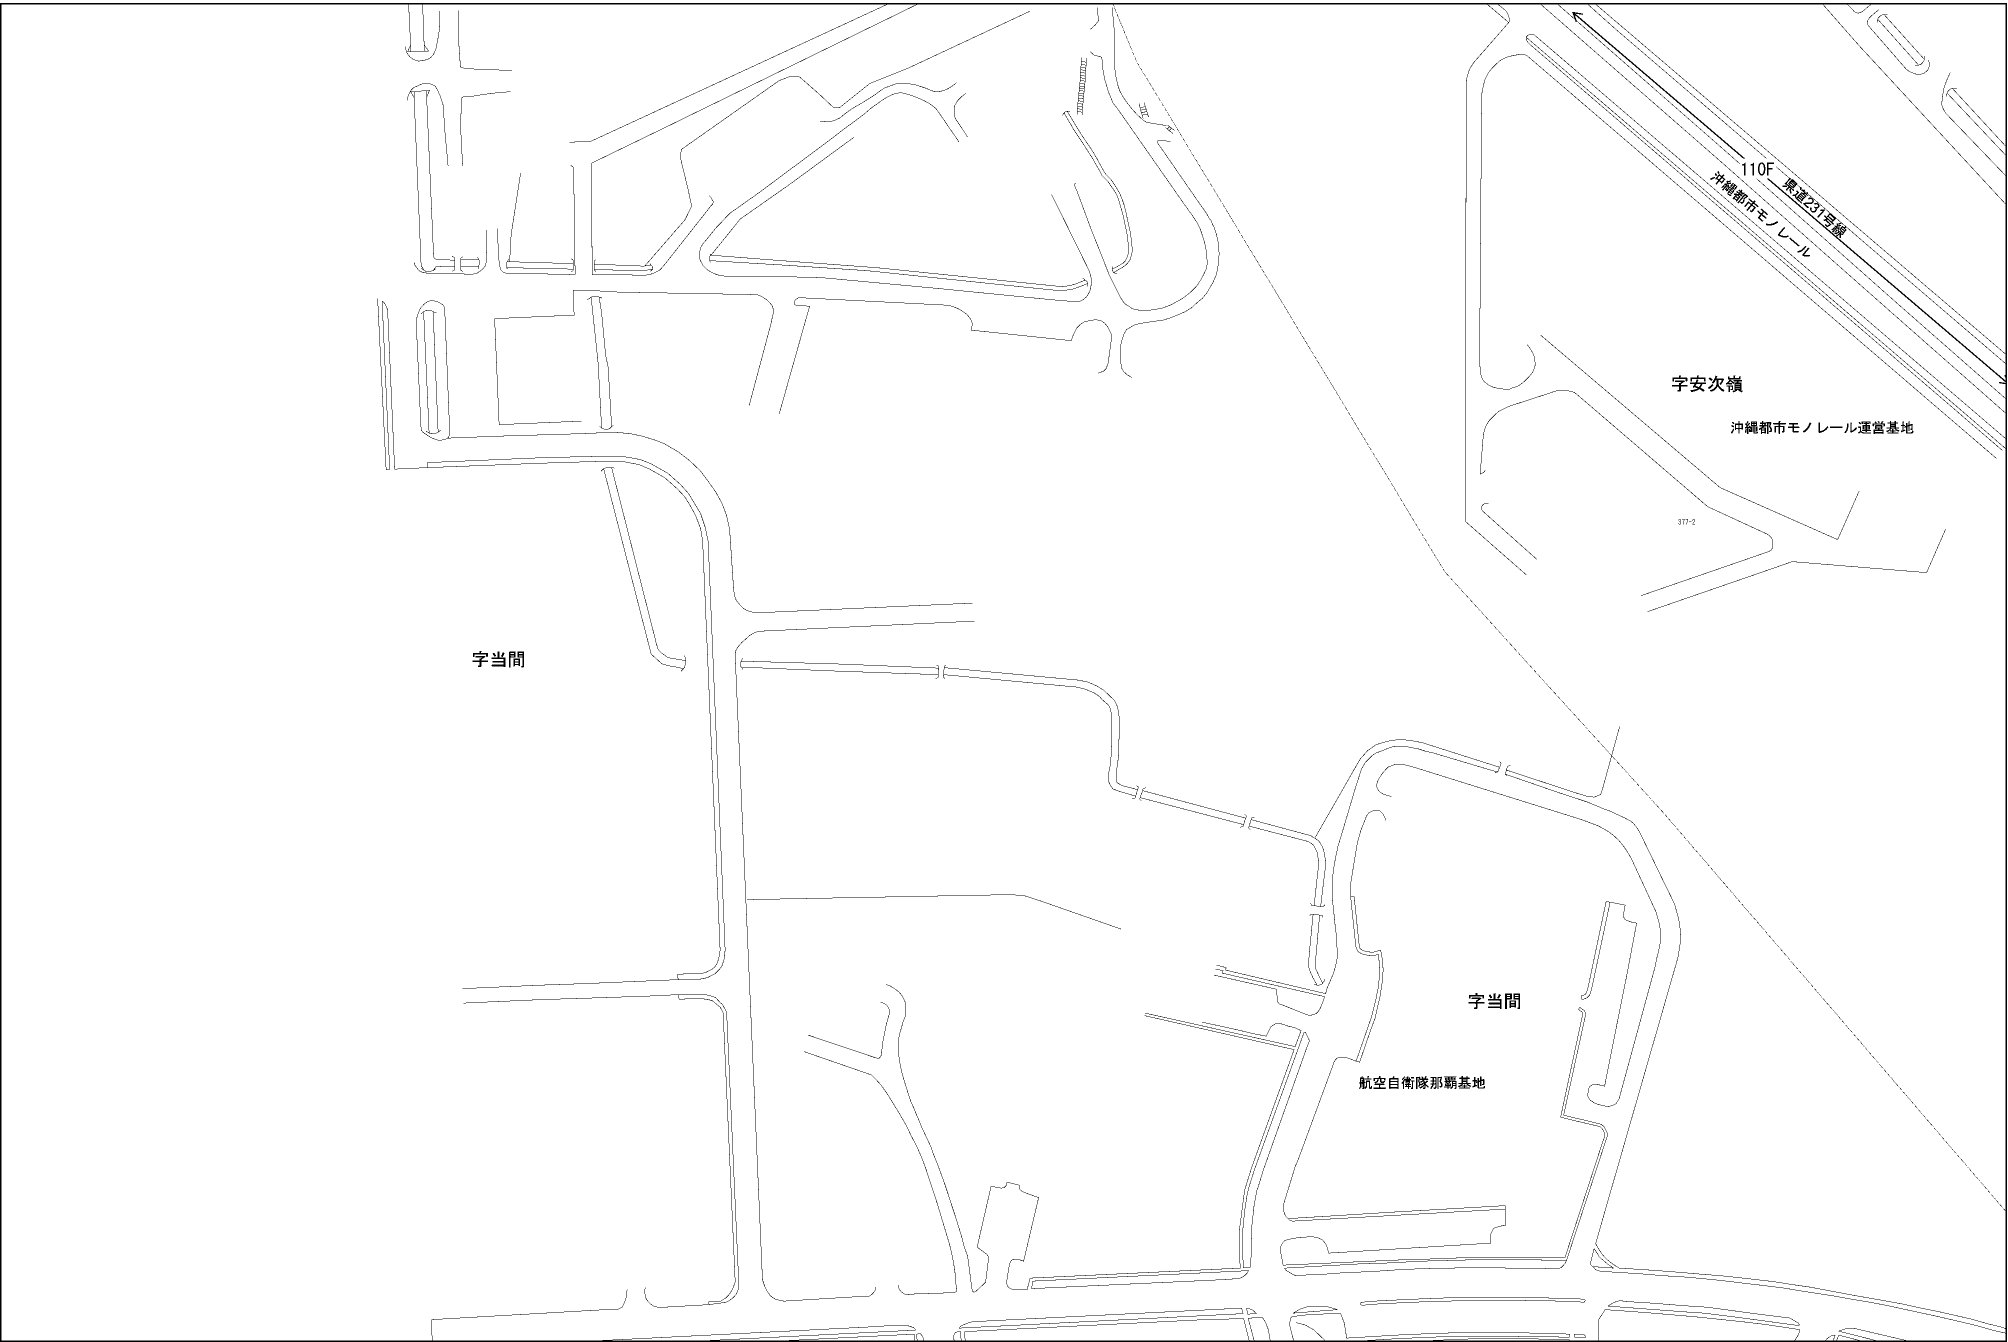 110F
県道231号線
沖縄都市モノレール
字安次嶺
沖縄都市モノレール運営基地
377-2
字当間
字当間
航空自衛隊那覇基地